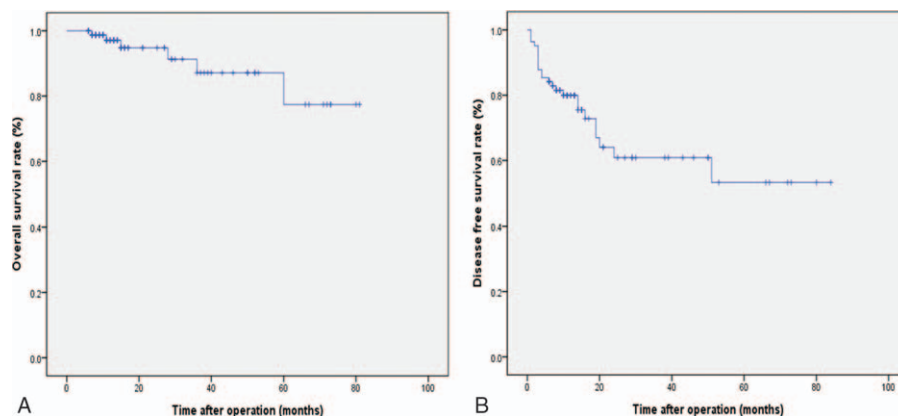 Overall survival rate (%)
1.0
0.8
0.6
0.4
0.2
0.0
0 20 40 60 80 100
Time after operation (months)
A
Disease free survival rate (%)
1.0
0.8
0.6
0.4
0.2
0.0
0 20 40 60 80 100
Time after operation (months)
B